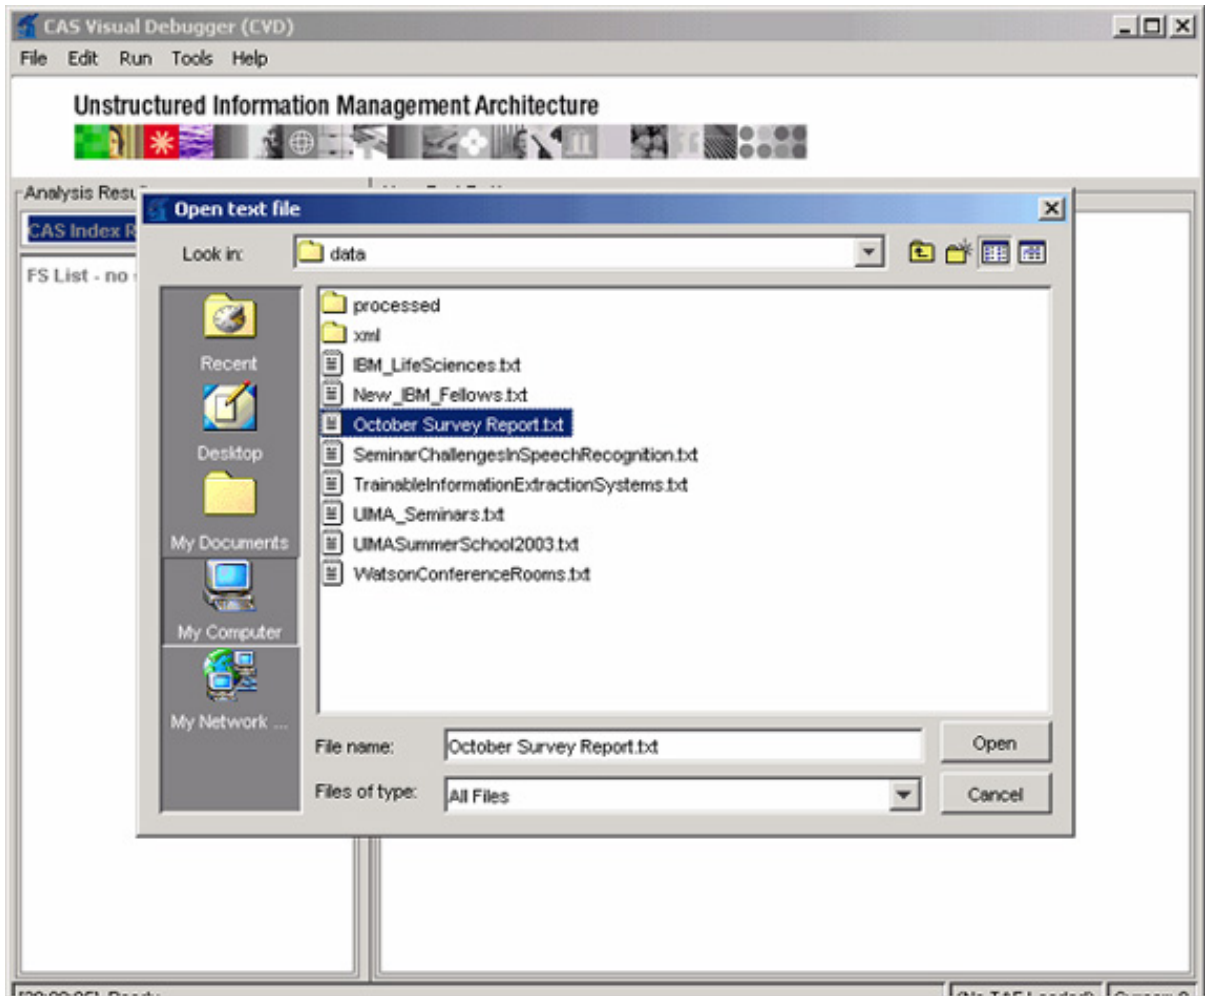 CAS Visual Debugger (CVD)
File Edit Run Tools Help
Unstructured Information Management Architecture
Analysis
Open text file
CAS Index
Look in: data
FS List - no
processed
xml
Recent
IBM_LifeSciences.txt
New_IBM_Fellows.txt
October Survey Report.txt
Desktop
SeminarChallengesInSpeechRecognition.txt
TrainableInformationExtractionSystems.txt
UIMA_Seminars.txt
My Documents
UIMASummerSchool2003.txt
WatsonConferenceRooms.txt
My Computer
My Network ...
File name: October Survey Report.txt Open
Files of type: All Files Cancel